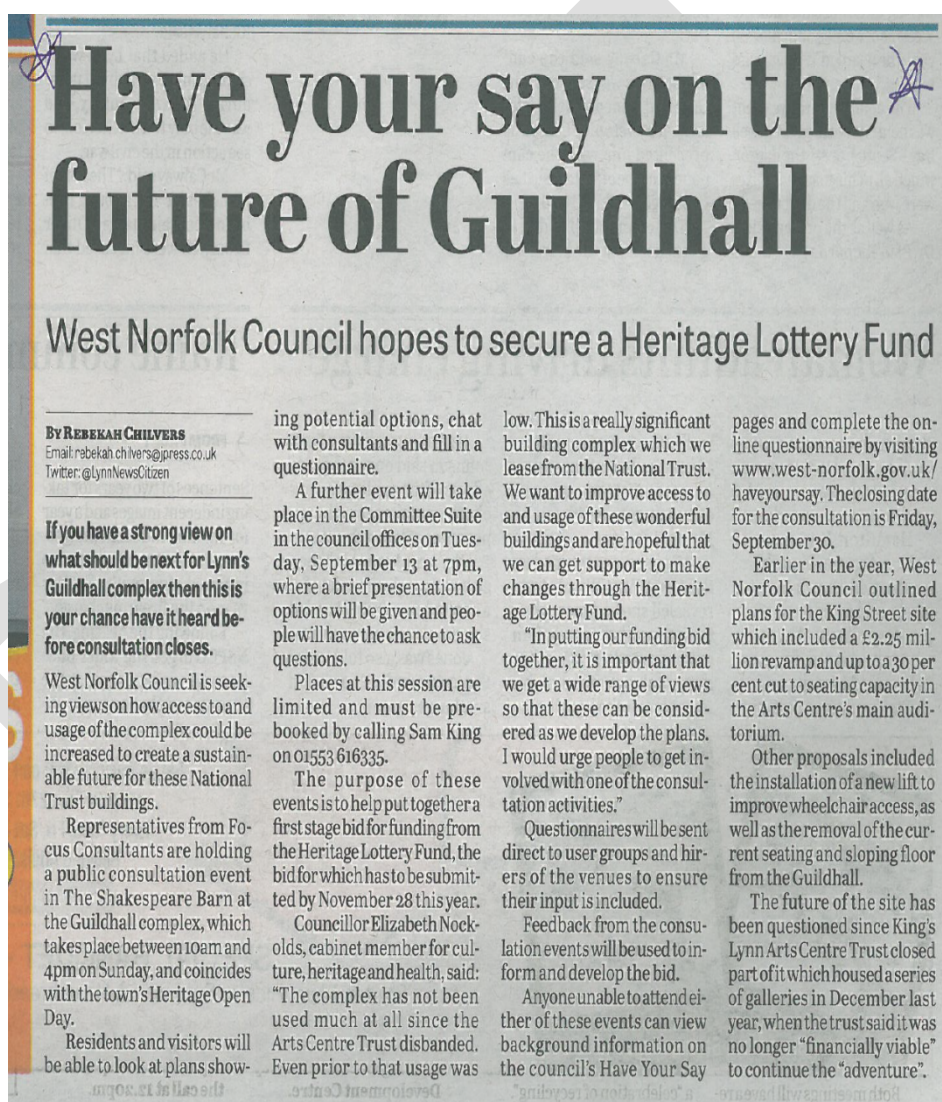 Have your say on the
future of Guildhall
West Norfolk Council hopes to secure a Heritage Lottery Fund
BY REBEKAH CHILVERS
Email: rebekah.chilvers@jpress.co.uk
Twitter: @LynnNewsCitizen
If you have a strong view on
what should be next for Lynn's
Guildhall complex then this is
your chance have it heard be-
fore consultation closes.
West Norfolk Council is seek-
ing views on how access to and
usage of the complex could be
increased to create a sustain-
able future for these National
Trust buildings.
Representatives from Fo-
cus Consultants are holding
a public consultation event
in The Shakespeare Barn at
the Guildhall complex, which
takes place between 10am and
4pm on Sunday, and coincides
with the town's Heritage Open
Day.
Residents and visitors will
be able to look at plans show-
ing potential options, chat
with consultants and fill in a
questionnaire.
A further event will take
place in the Committee Suite
in the council offices on Tues-
day, September 13 at 7pm,
where a brief presentation of
options will be given and peo-
ple will have the chance to ask
questions.
Places at this session are
limited and must be pre-
booked by calling Sam King
on 01553 616335.
The purpose of these
events is to help put together a
first stage bid for funding from
the Heritage Lottery Fund, the
bid for which has to be submit-
ted by November 28 this year.
Councillor Elizabeth Nock-
olds, cabinet member for cul-
ture, heritage and health, said:
"The complex has not been
used much at all since the
Arts Centre Trust disbanded.
Even prior to that usage was
low. This is a really significant
building complex which we
lease from the National Trust.
We want to improve access to
and usage of these wonderful
buildings and are hopeful that
we can get support to make
changes through the Herit-
age Lottery Fund.
"In putting our funding bid
together, it is important that
we get a wide range of views
so that these can be consid-
ered as we develop the plans.
I would urge people to get in-
volved with one of the consul-
tation activities."
Questionnaires will be sent
direct to user groups and hir-
ers of the venues to ensure
their input is included.
Feedback from the consu-
lation events will be used to in-
form and develop the bid.
Anyone unable to attend ei-
ther of these events can view
background information on
the council's Have Your Say
pages and complete the on-
line questionnaire by visiting
www.west-norfolk.gov.uk/
haveyoursay. The closing date
for the consultation is Friday,
September 30.
Earlier in the year, West
Norfolk Council outlined
plans for the King Street site
which included a £2.25 mil-
lion revamp and up to a 30 per
cent cut to seating capacity in
the Arts Centre's main audi-
torium.
Other proposals included
the installation of a new lift to
improve wheelchair access, as
well as the removal of the cur-
rent seating and sloping floor
from the Guildhall.
The future of the site has
been questioned since King's
Lynn Arts Centre Trust closed
part of it which housed a series
of galleries in December last
year, when the trust said it was
no longer "financially viable"
to continue the "adventure".